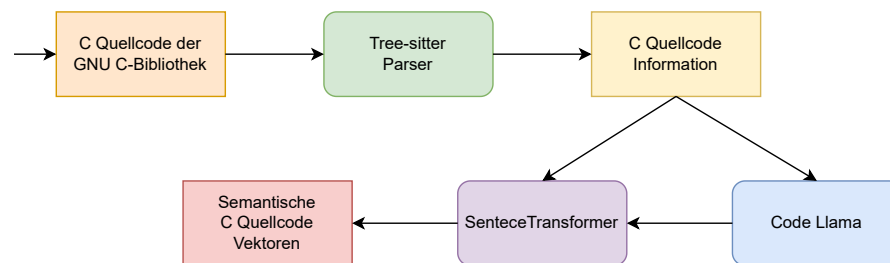 C Quellcode der
GNU C-Bibliothek
Tree-sitter
Parser
C Quellcode
Information
Semantische
C Quellcode
Vektoren
SenteceTransformer
Code Llama